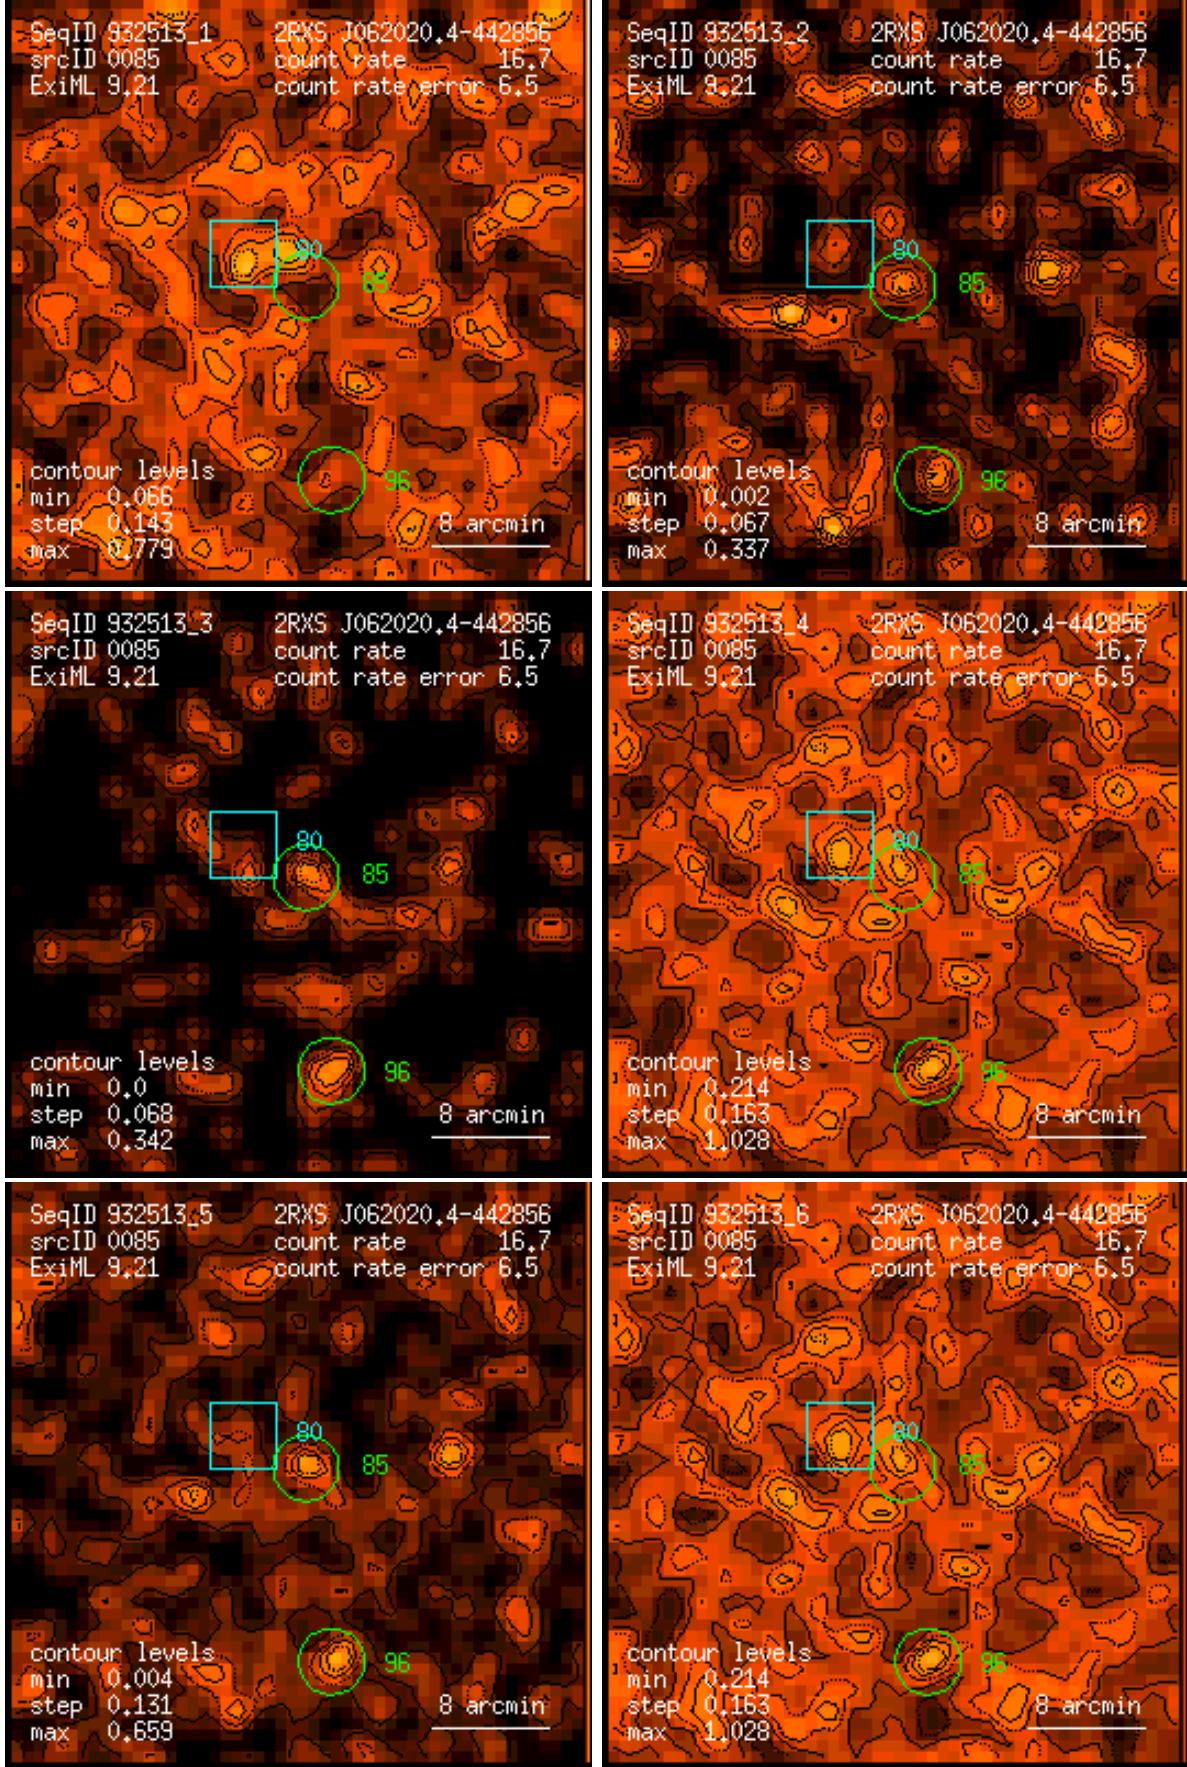 SeqID 932513_1 2RXS J062020.4-442856
srcID 0085 count rate 16.7
ExiML 9.21 count rate error 6.5
80
85
contour levels
min 0.066 96
step 0.143 8 arcmin
max 0.779
SeqID 932513_2 2RXS J062020.4-442856
srcID 0085 count rate 16.7
ExiML 9.21 count rate error 6.5
80
85
contour levels
min 0.002 96
step 0.067 8 arcmin
max 0.337
SeqID 932513_3 2RXS J062020.4-442856
srcID 0085 count rate 16.7
ExiML 9.21 count rate error 6.5
80
85
contour levels
min 0.0 96
step 0.068 8 arcmin
max 0.342
SeqID 932513_4 2RXS J062020.4-442856
srcID 0085 count rate 16.7
ExiML 9.21 count rate error 6.5
80
85
contour levels
min 0.214 96
step 0.163 8 arcmin
max 1.028
SeqID 932513_5 2RXS J062020.4-442856
srcID 0085 count rate 16.7
ExiML 9.21 count rate error 6.5
80
85
contour levels
min 0.004 96
step 0.131 8 arcmin
max 0.659
SeqID 932513_6 2RXS J062020.4-442856
srcID 0085 count rate 16.7
ExiML 9.21 count rate error 6.5
80
85
contour levels
min 0.214 96
step 0.163 8 arcmin
max 1.028